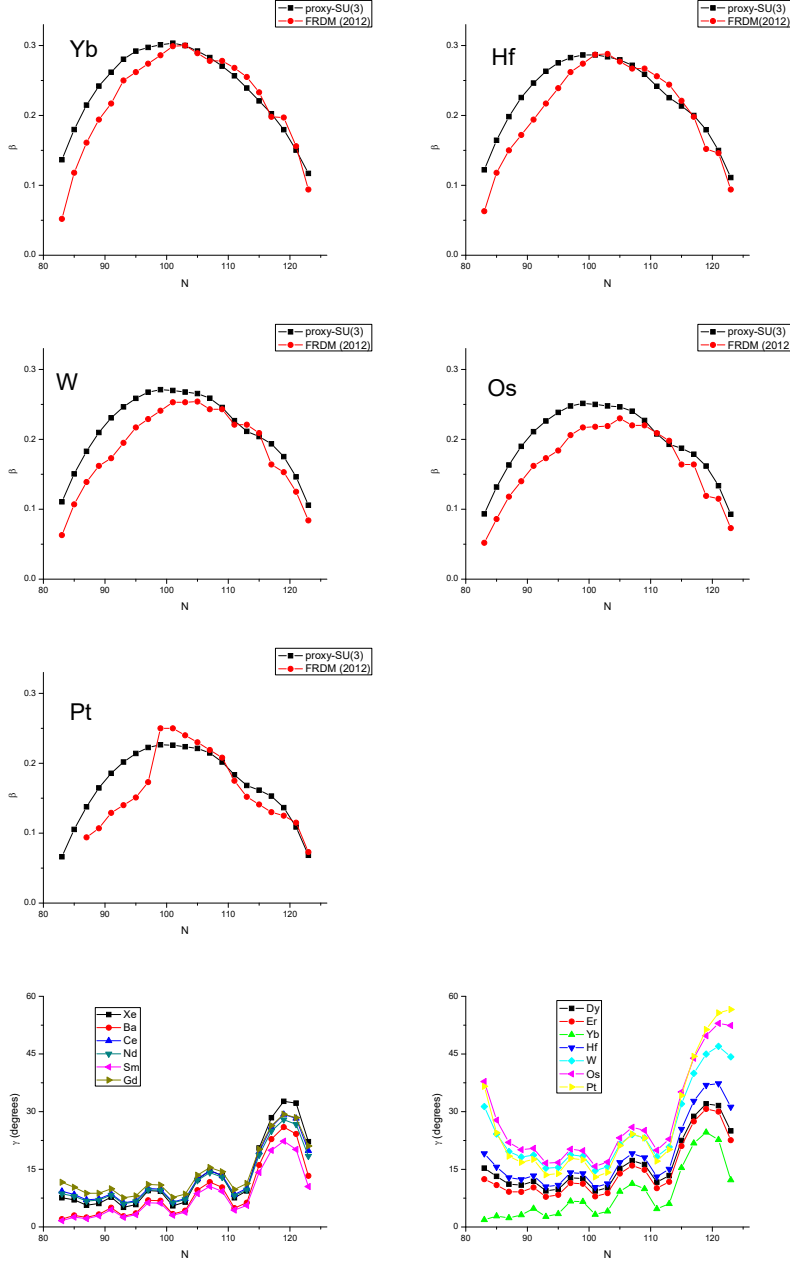 proxy-SU(3)
FRDM (2012)
Yb
0.3
0.2
0.1
0.0
β
80 90 100 110 120
N
proxy-SU(3)
FRDM(2012)
Hf
0.3
0.2
0.1
0.0
β
80 90 100 110 120
N
proxy-SU(3)
FRDM (2012)
W
0.3
0.2
0.1
0.0
β
80 90 100 110 120
N
proxy-SU(3)
FRDM (2012
Os
0.3
0.2
0.1
0.0
β
80 90 100 110 120
N
proxy-SU(3)
FRDM (2012)
Pt
0.3
0.2
0.1
0.0
β
80 90 100 110 120
N
60
45
30
15
0
γ (degrees)
Xe
Ba
Ce
Nd
Sm
Gd
80 90 100 110 120
N
60
45
30
15
0
γ (degrees)
Dy
Er
Yb
Hf
W
Os
Pt
80 90 100 110 120
N